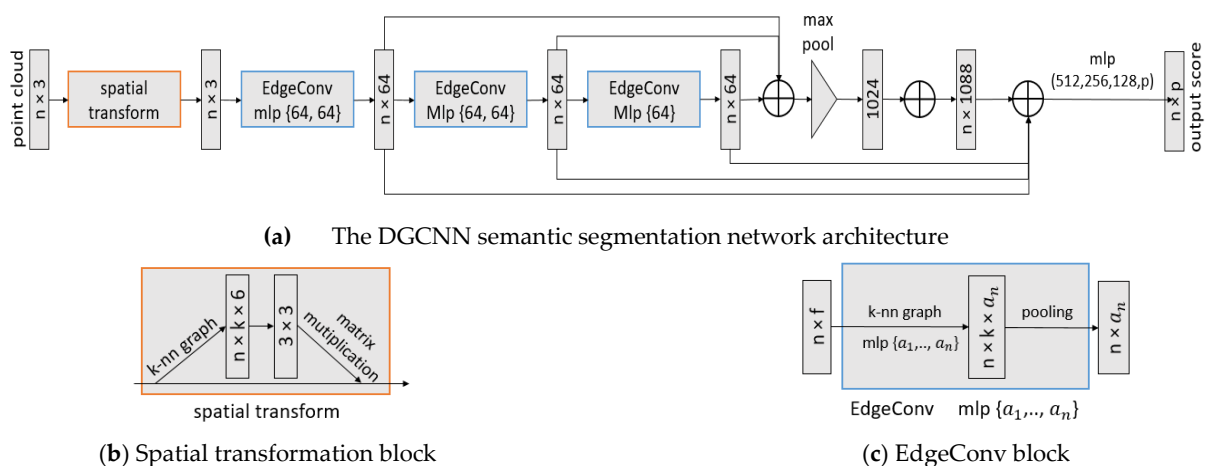 point cloud
n × 3
spatial
transform
n × 3
EdgeConv
mlp {64, 64}
n × 64
EdgeConv
Mlp {64, 64}
n × 64
EdgeConv
Mlp {64}
n × 64
max
pool
1024
n × 1088
mlp
(512,256,128,p)
n × p
output score
(a) The DGCNN semantic segmentation network architecture
k-nn graph
n × k × 6
3 × 3
matrix
mutiplication
spatial transform
(b) Spatial transformation block
n × f
k-nn graph
mlp {𝑎₁,.., 𝑎ₙ}
n × k × 𝑎ₙ
pooling
n × 𝑎ₙ
EdgeConv mlp {𝑎₁,.., 𝑎ₙ}
(c) EdgeConv block